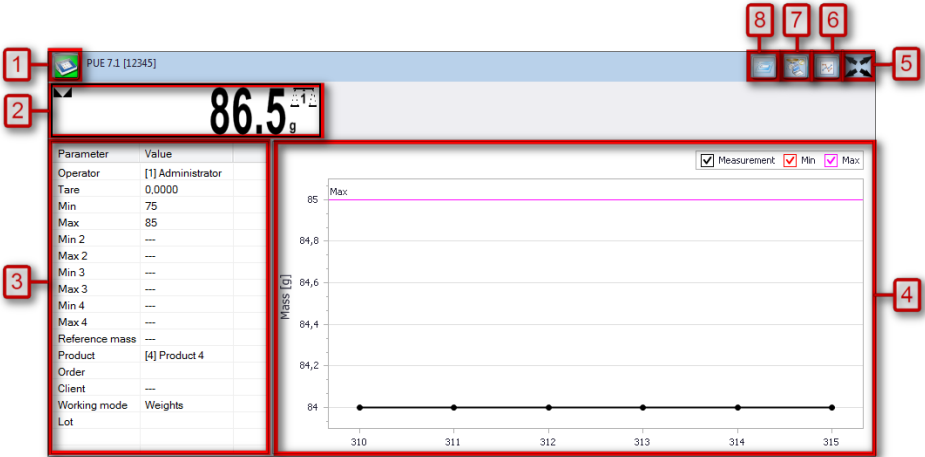 8 7 6
1 PUE 7.1 [12345] 5
2 86.5 g 1
Parameter Value
Operator [1] Administrator
Tare 0,0000
Min 75
Max 85
Min 2 ---
Max 2 ---
Min 3 ---
Max 3 ---
Min 4 ---
Max 4 ---
Reference mass ---
Product [4] Product 4
Order
Client ---
Working mode Weights
Lot
3
Measurement Min Max
Max
85
84,8
84,6
84,4
84,2
84
Mass [g]
310 311 312 313 314 315
4